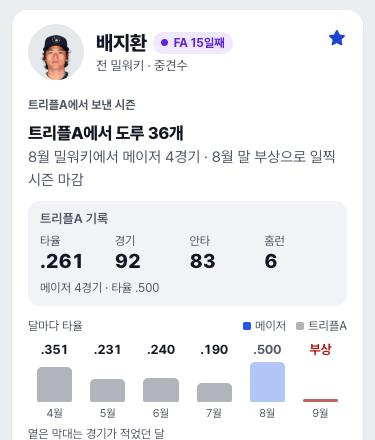 배지환 FA 15일째
전 밀워키 · 중견수
트리플A에서 보낸 시즌
트리플A에서 도루 36개
8월 밀워키에서 메이저 4경기 · 8월 말 부상으로 일찍
시즌 마감
트리플A 기록
타율 경기 안타 홈런
.261 92 83 6
메이저 4경기 · 타율 .500
달마다 타율 메이저 트리플A
.351 .231 .240 .190 .500 부상
4월 5월 6월 7월 8월 9월
옅은 막대는 경기가 적었던 달